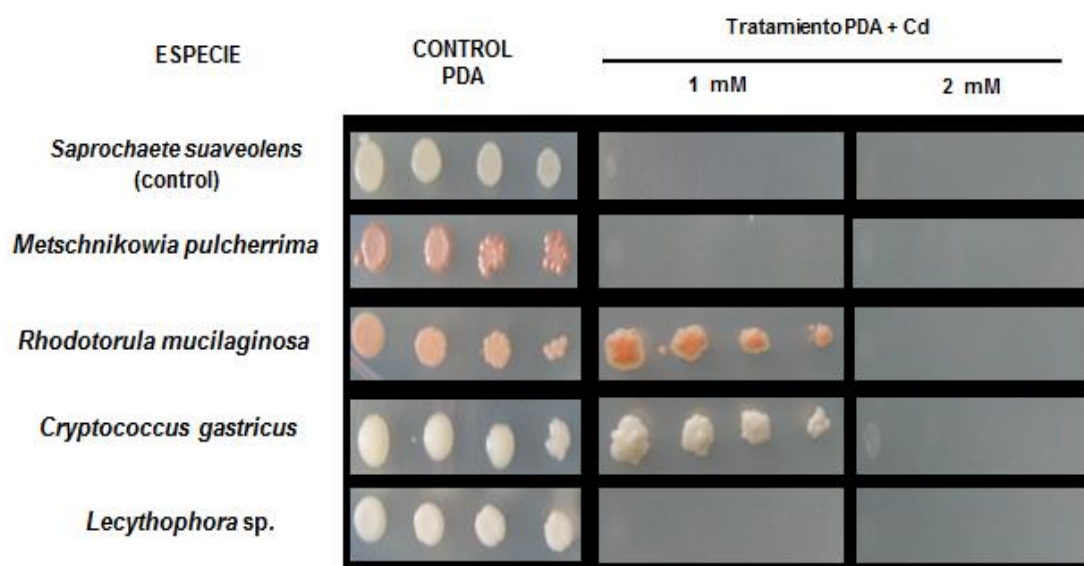 ESPECIE
CONTROL
PDA
Tratamiento PDA + Cd
1 mM
2 mM
Saprochaete suaveolens
(control)
Metschnikowia pulcherrima
Rhodotorula mucilaginosa
Cryptococcus gastricus
Lecythophora sp.